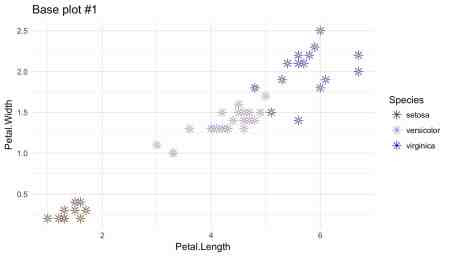 Base plot #1
Petal.Width
2.5
2.0
1.5
1.0
0.5
2
4
6
Petal.Length
Species
setosa
versicolor
virginica